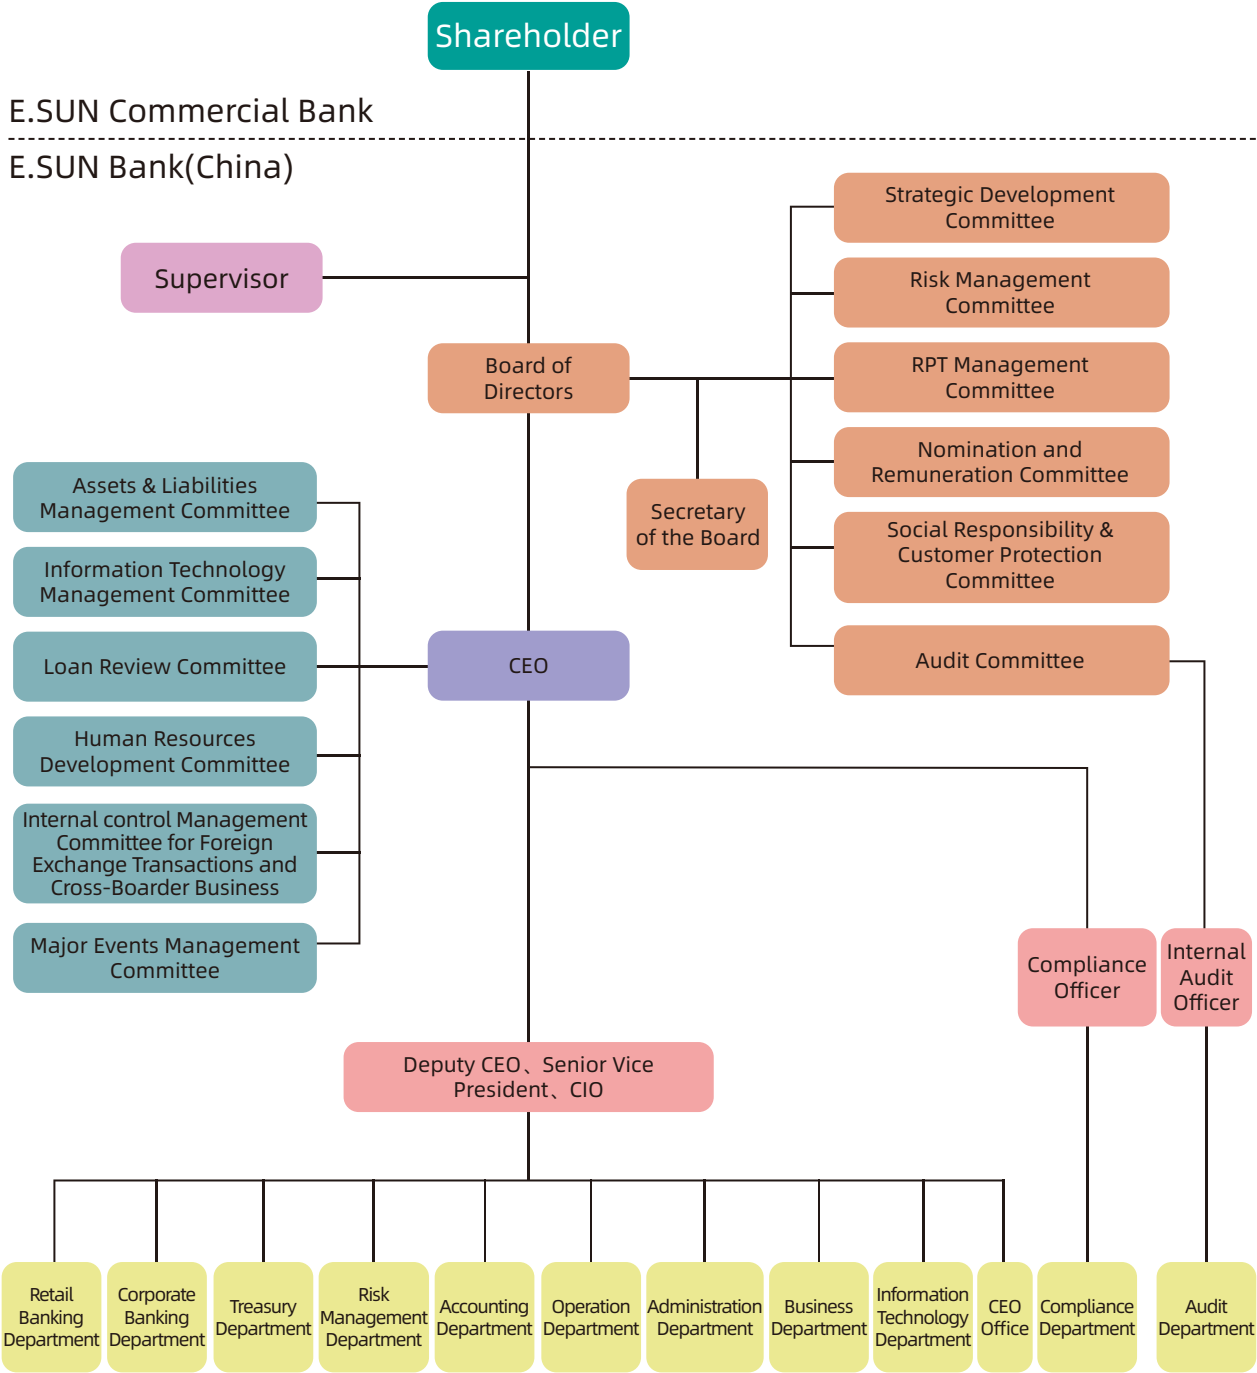 Shareholder
E.SUN Commercial Bank
E.SUN Bank(China)
Supervisor
Board of
Directors
Strategic Development
Committee
Risk Management
Committee
RPT Management
Committee
Nomination and
Remuneration Committee
Social Responsibility &
Customer Protection
Committee
Audit Committee
Secretary
of the Board
Assets & Liabilities
Management Committee
Information Technology
Management Committee
Loan Review Committee
Human Resources
Development Committee
Internal control Management
Committee for Foreign
Exchange Transactions and
Cross-Boarder Business
Major Events Management
Committee
CEO
Compliance
Officer
Internal
Audit
Officer
Deputy CEO、Senior Vice
President、CIO
Retail
Banking
Department
Corporate
Banking
Department
Treasury
Department
Risk
Management
Department
Accounting
Department
Operation
Department
Administration
Department
Business
Department
Information
Technology
Department
CEO
Office
Compliance
Department
Audit
Department